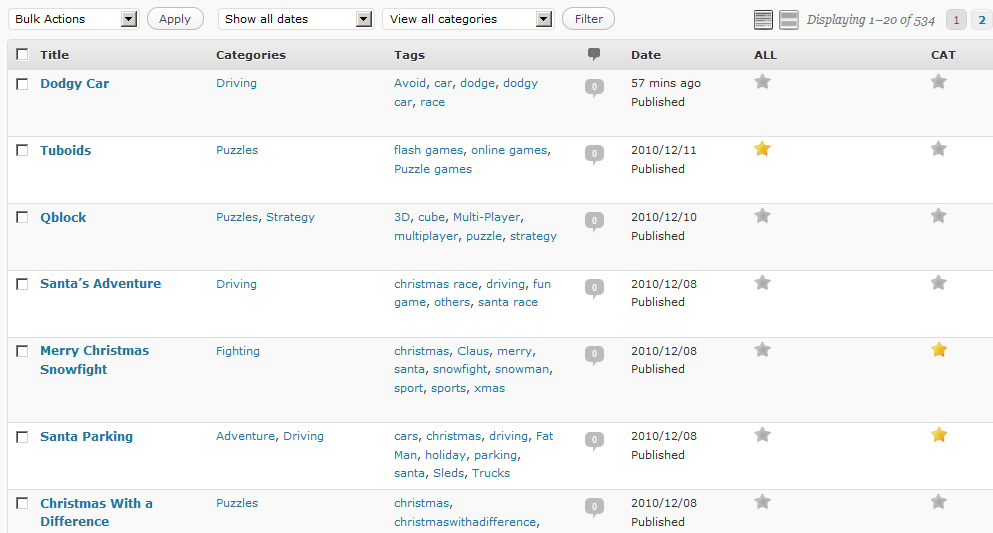 Bulk Actions Apply Show all dates View all categories Filter Displaying 1–20 of 534 1 2
Title Categories Tags Date ALL CAT
Dodgy Car Driving Avoid, car, dodge, dodgy 0 57 mins ago
car, race Published
Tuboids Puzzles flash games, online games, 0 2010/12/11
Puzzle games Published
Qblock Puzzles, Strategy 3D, cube, Multi-Player, 0 2010/12/10
multiplayer, puzzle, strategy Published
Santa’s Adventure Driving christmas race, driving, fun 0 2010/12/08
game, others, santa race Published
Merry Christmas Fighting christmas, Claus, merry, 0 2010/12/08
Snowfight santa, snowfight, snowman, Published
sport, sports, xmas
Santa Parking Adventure, Driving cars, christmas, driving, Fat 0 2010/12/08
Man, holiday, parking, Published
santa, Sleds, Trucks
Christmas With a Puzzles christmas, 0 2010/12/08
Difference christmaswithadifference, Published